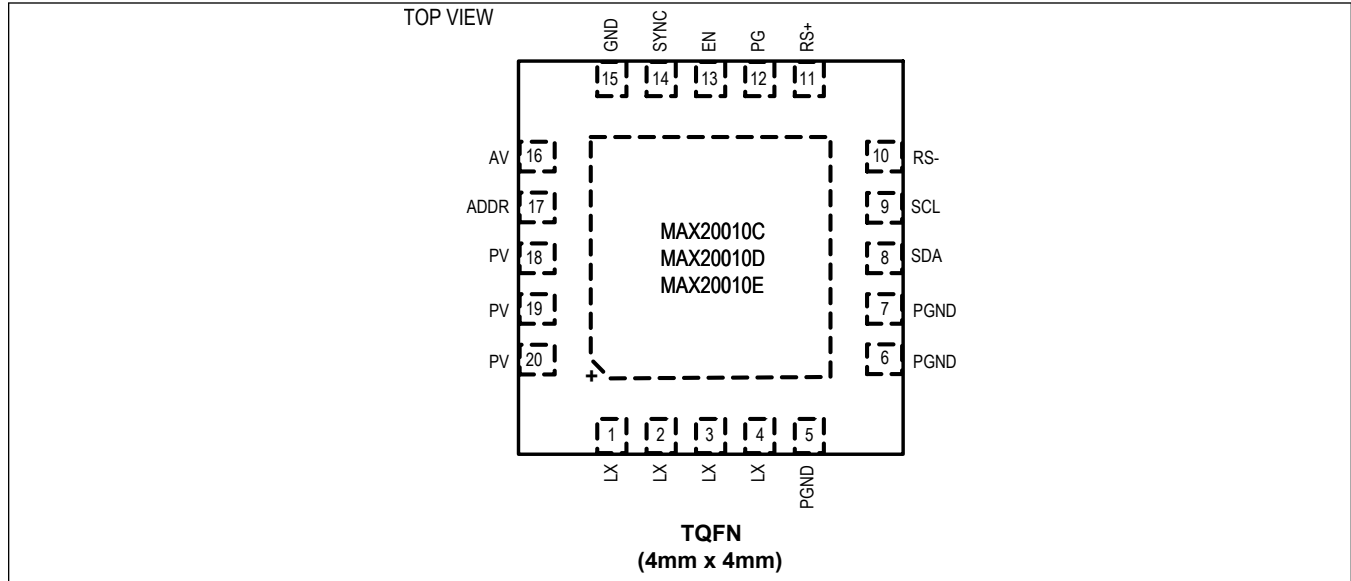 TOP VIEW
GND SYNC EN PG RS+
15 14 13 12 11
AV 16 10 RS-
ADDR 17 9 SCL
PV 18 8 SDA
PV 19 7 PGND
PV 20 6 PGND
MAX20010C
MAX20010D
MAX20010E
+
1 2 3 4 5
LX LX LX LX PGND
TQFN
(4mm x 4mm)